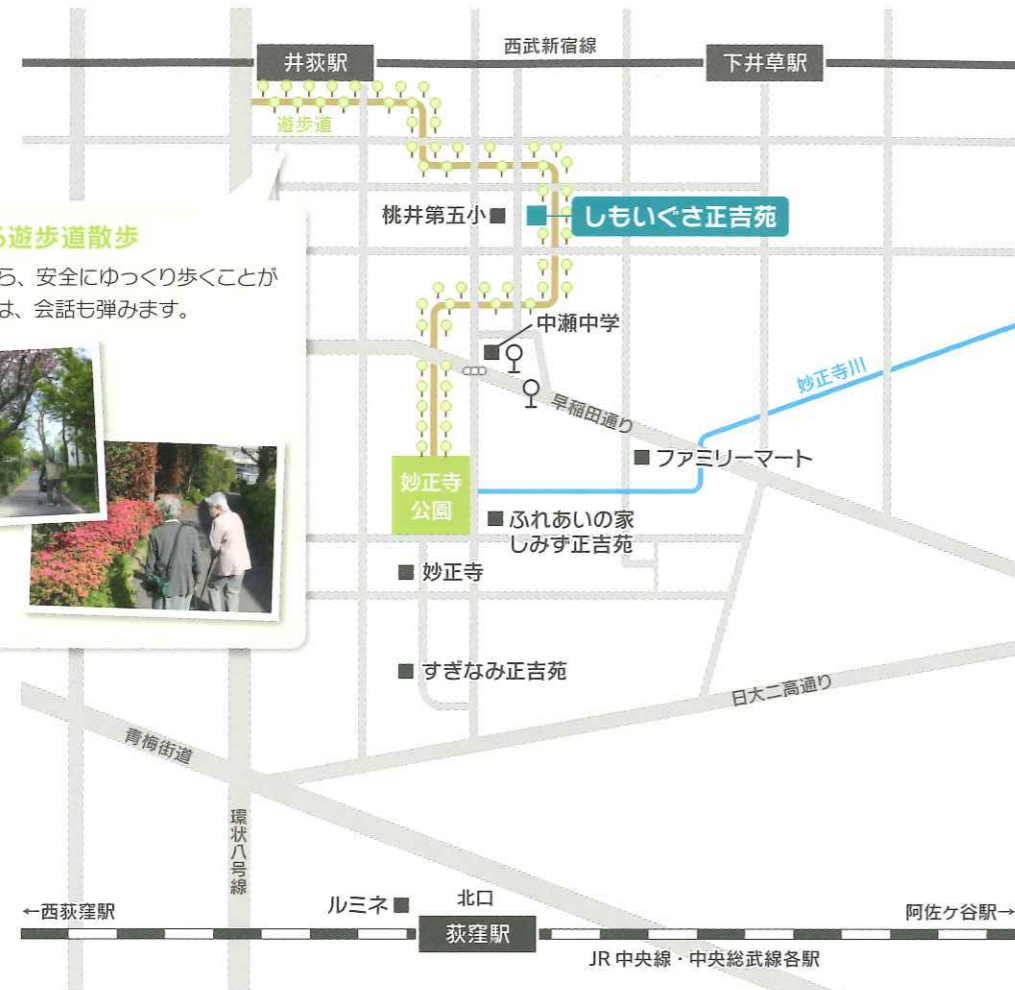 西武新宿線
井荻駅
下井草駅
遊歩道
桃井第五小
しもいぐさ正吉苑
遊歩道散歩
ら、安全にゆっくり歩くことが
は、会話も弾みます。
中瀬中学
早稲田通り
妙正寺川
ファミリーマート
妙正寺
公園
ふれあいの家
しみず正吉苑
妙正寺
すぎなみ正吉苑
日大二高通り
青梅街道
環状八号線
←西荻窪駅
ルミネ
北口
荻窪駅
阿佐ケ谷駅→
JR 中央線・中央総武線各駅